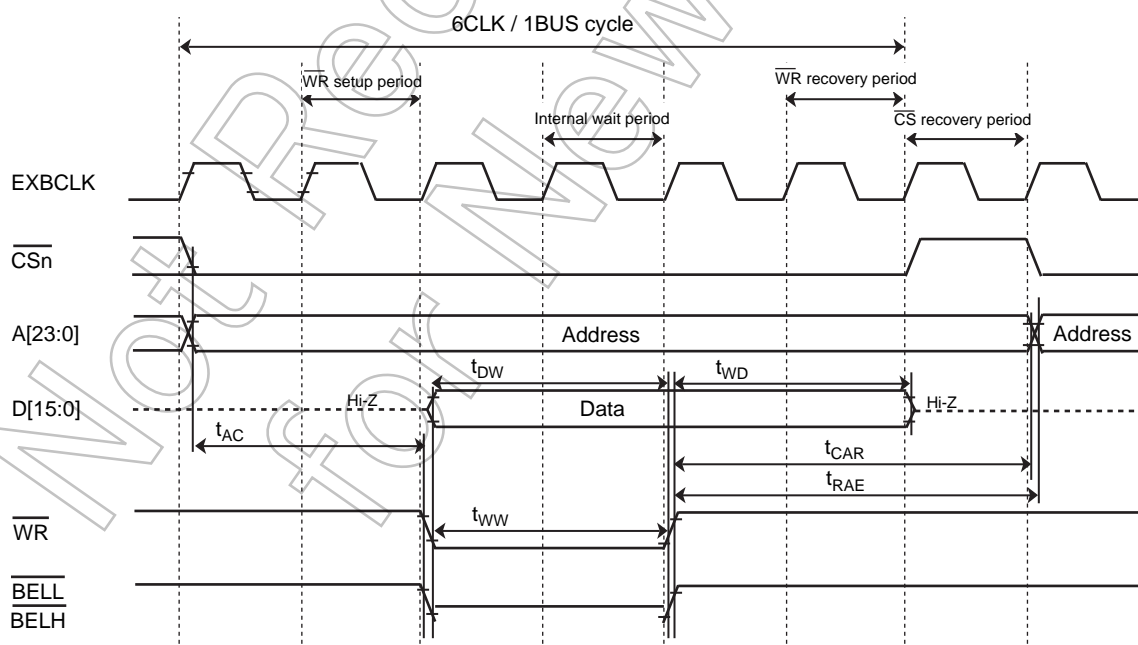 6CLK / 1BUS cycle
WR setup period
WR recovery period
Internal wait period
CS recovery period
EXBCLK
CSn
A[23:0]
Address
Address
tDW
tWD
D[15:0]
Hi-Z
Data
Hi-Z
tAC
tCAR
tRAE
tWW
WR
BELL
BELH